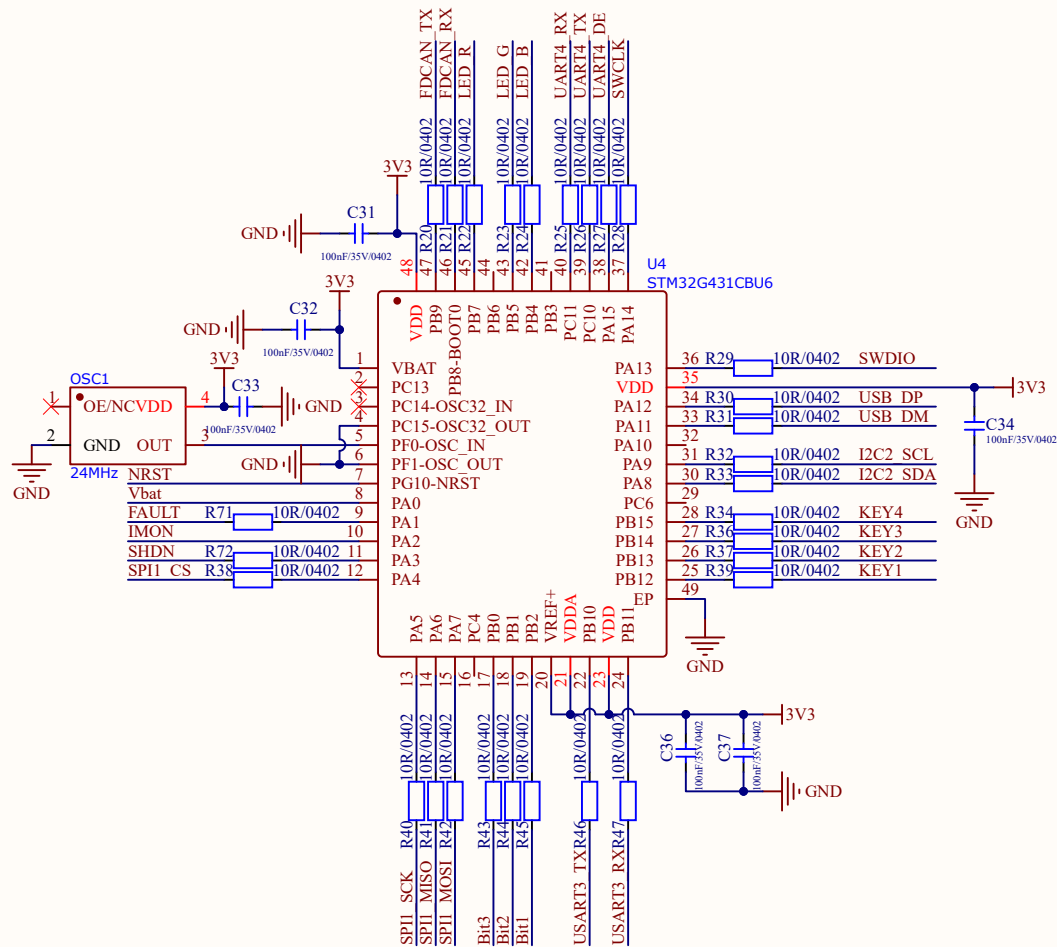 FDCAN_TX
FDCAN_RX
LED_R
LED_G
LED_B
UART4_RX
UART4_TX
UART4_DE
SWCLK
10R/0402
10R/0402
10R/0402
10R/0402
10R/0402
10R/0402
10R/0402
10R/0402
10R/0402
R20
R21
R22
R23
R24
R25
R26
R27
R28
3V3
C31
GND
100nF/35V/0402
48
47
46
45
44
43
42
41
40
39
38
37
U4
STM32G431CBU6
VDD
PB9
PB8-BOOT0
PB7
PB6
PB5
PB4
PB3
PC11
PC10
PA15
PA14
3V3
C32
GND
100nF/35V/0402
3V3
C33
GND
100nF/35V/0402
OSC1
1 OE/NC VDD 4
2 GND OUT 3
24MHz
GND
GND
1 VBAT
2 PC13
3 PC14-OSC32_IN
4 PC15-OSC32_OUT
5 PF0-OSC_IN
6 PF1-OSC_OUT
NRST 7 PG10-NRST
Vbat 8 PA0
FAULT R71 10R/0402 9 PA1
IMON 10 PA2
SHDN R72 10R/0402 11 PA3
SPI1_CS R38 10R/0402 12 PA4
PA13 36 R29 10R/0402 SWDIO
VDD 35 3V3
PA12 34 R30 10R/0402 USB_DP
PA11 33 R31 10R/0402 USB_DM
PA10 32
PA9 31 R32 10R/0402 I2C2_SCL
PA8 30 R33 10R/0402 I2C2_SDA
PC6 29
PB15 28 R34 10R/0402 KEY4
PB14 27 R36 10R/0402 KEY3
PB13 26 R37 10R/0402 KEY2
PB12 25 R39 10R/0402 KEY1
EP 49
GND
C34
100nF/35V/0402
GND
PA5
PA6
PA7
PC4
PB0
PB1
PB2
VREF+
VDDA
PB10
VDD
PB11
13
14
15
16
17
18
19
20
21
22
23
24
10R/0402
10R/0402
10R/0402
10R/0402
10R/0402
10R/0402
10R/0402
10R/0402
3V3
C36
100nF/35V/0402
C37
100nF/35V/0402
GND
R40
R41
R42
R43
R44
R45
R46
R47
SPI1_SCK
SPI1_MISO
SPI1_MOSI
Bit3
Bit2
Bit1
USART3_TX
USART3_RX